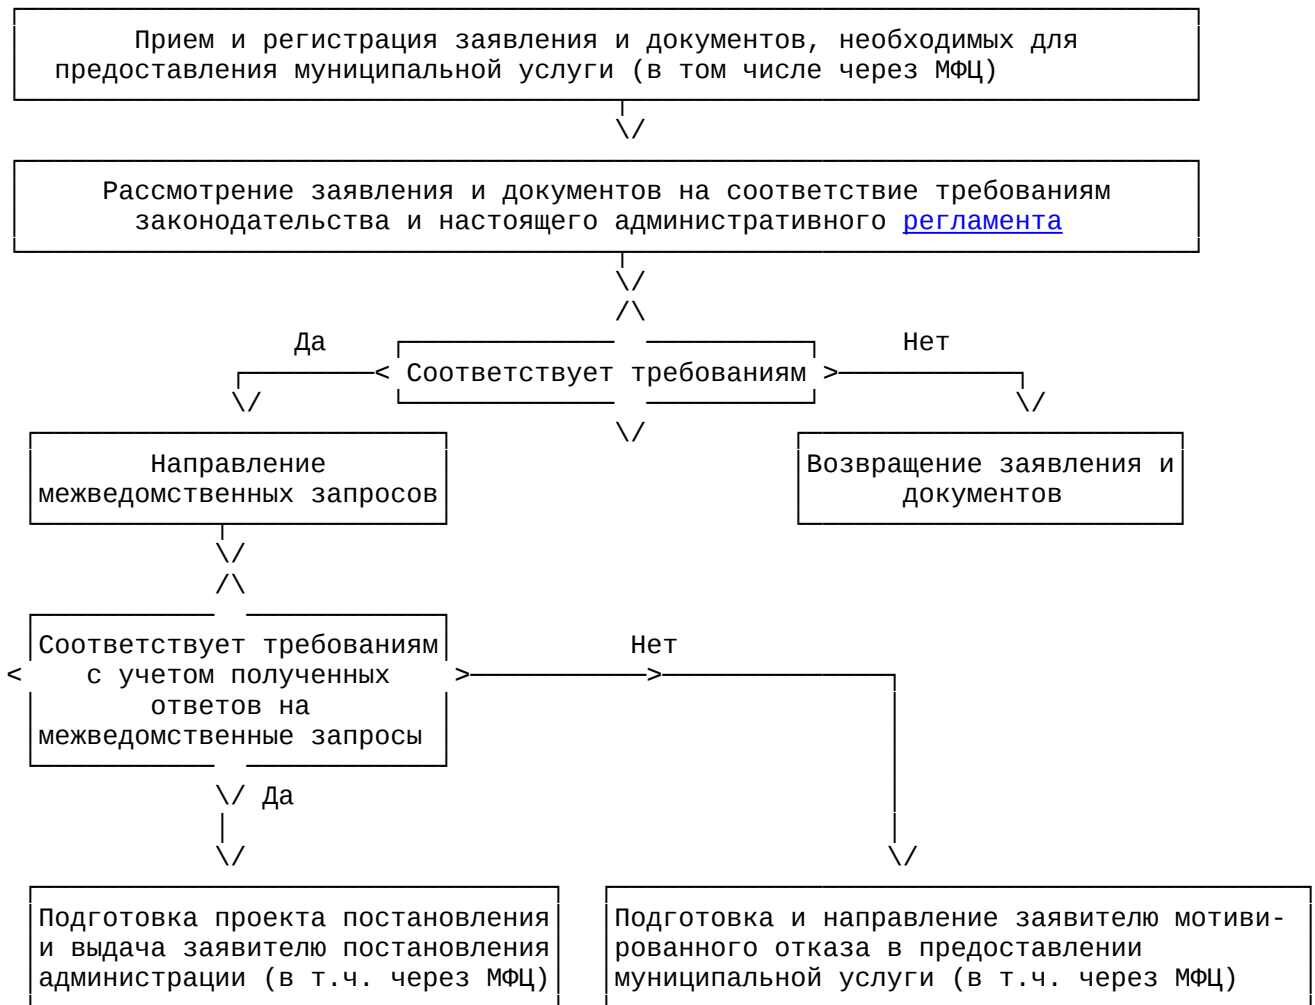 Прием и регистрация заявления и документов, необходимых для
предоставления муниципальной услуги (в том числе через МФЦ)
Рассмотрение заявления и документов на соответствие требованиям
законодательства и настоящего административного регламента
Да
Нет
Соответствует требованиям
Направление
межведомственных запросов
Возвращение заявления и
документов
Соответствует требованиям
с учетом полученных
ответов на
межведомственные запросы
Нет
Да
Подготовка проекта постановления
и выдача заявителю постановления
администрации (в т.ч. через МФЦ)
Подготовка и направление заявителю мотиви-
рованного отказа в предоставлении
муниципальной услуги (в т.ч. через МФЦ)